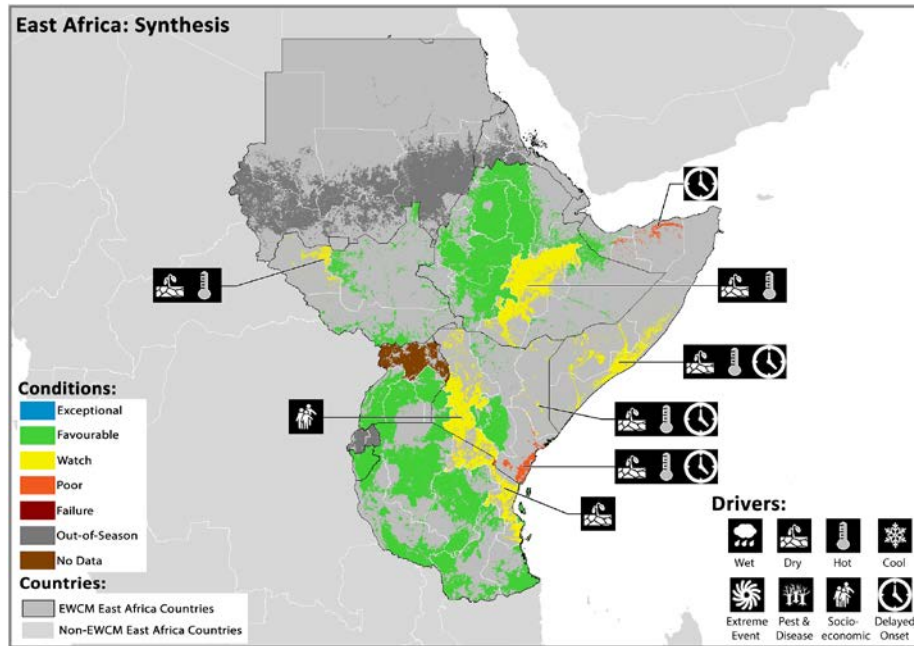 East Africa: Synthesis
Conditions:
Exceptional
Favourable
Watch
Poor
Failure
Out-of-Season
No Data
Countries:
EWCM East Africa Countries
Non-EWCM East Africa Countries
Drivers:
Wet
Dry
Hot
Cool
Extreme
Event
Pest &
Disease
Socio-
economic
Delayed
Onset